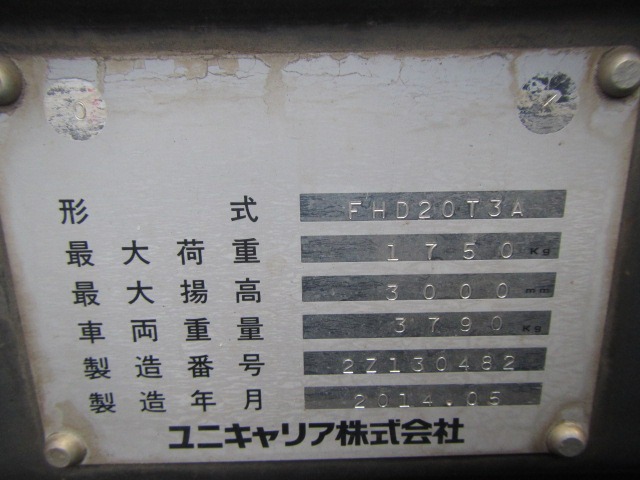 形式 FHD20T3A
最大荷重 1750 Kg
最大揚高 3000 mm
車両重量 3790 Kg
製造番号 2Z130482
製造年月 2014.05
ユニキャリア株式会社